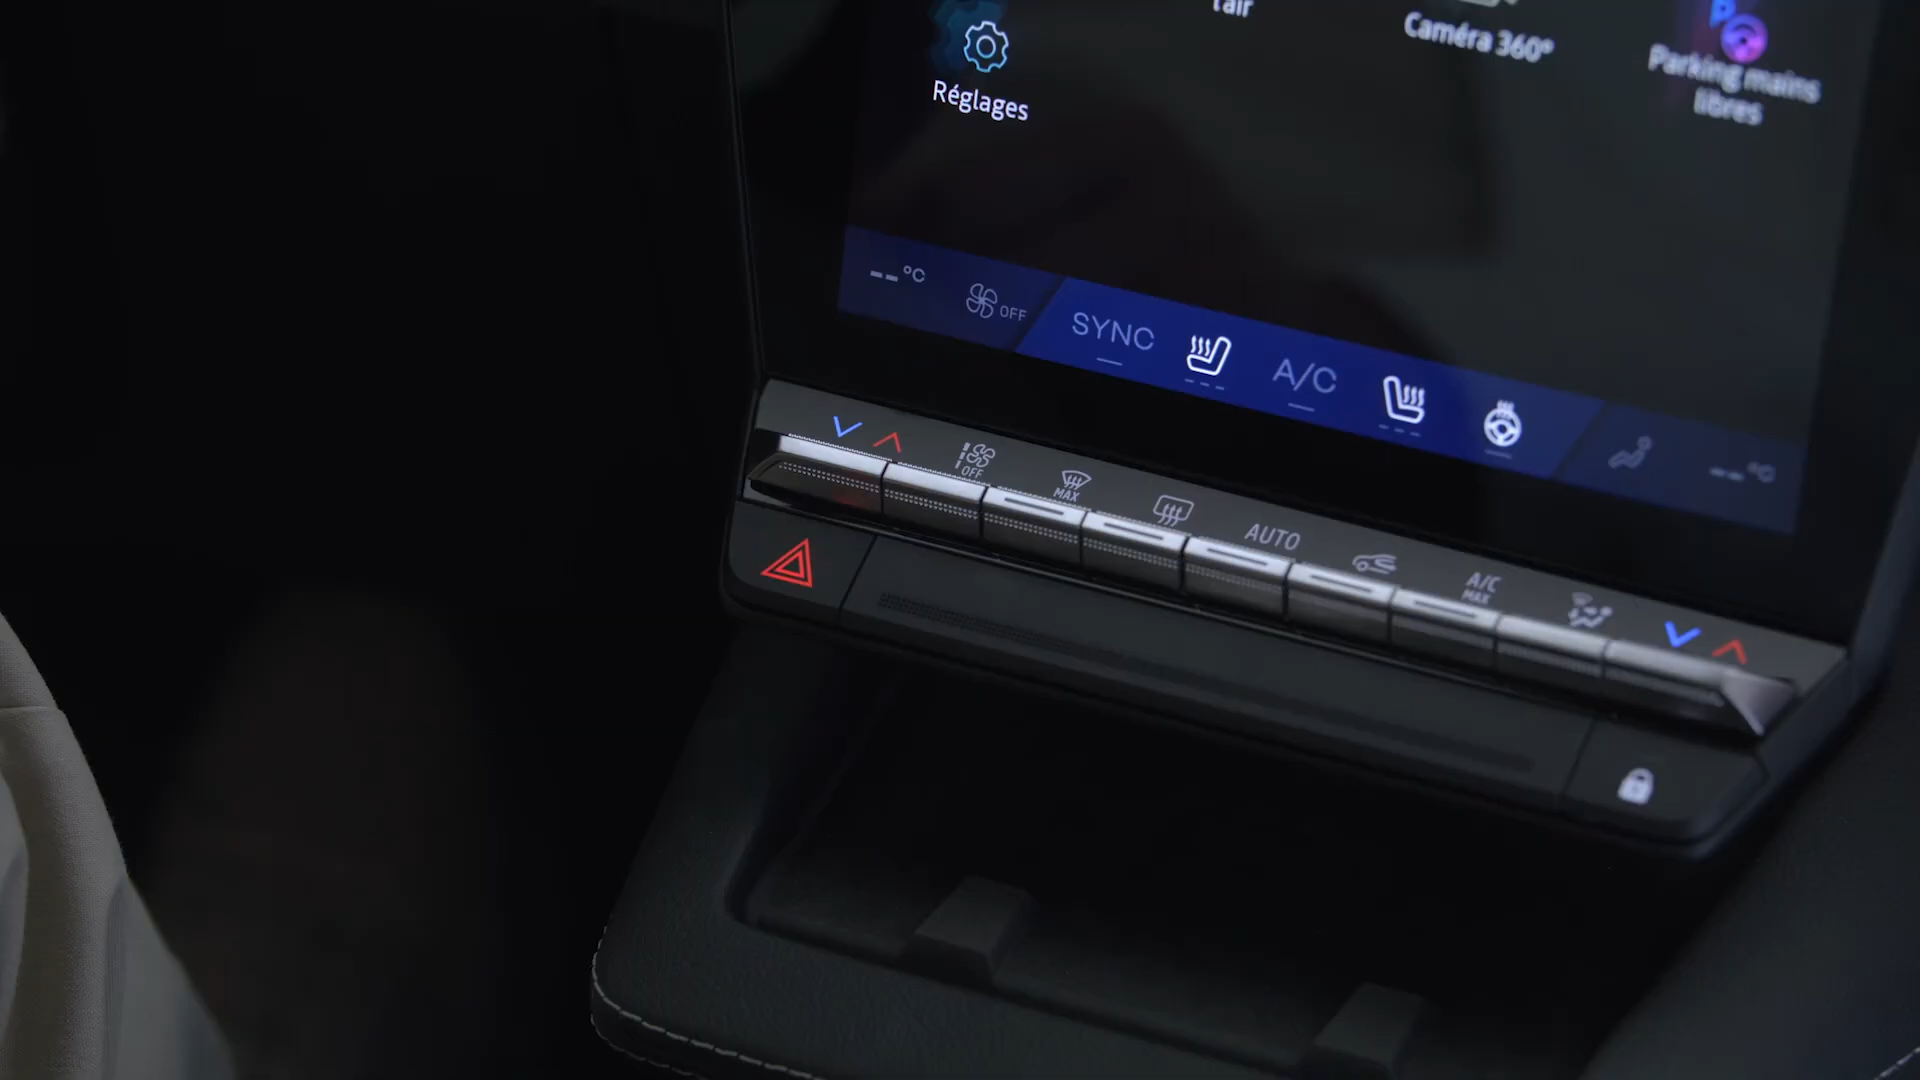 l'air
Caméra 360°
Parking mains
libres
Réglages
--°C
OFF
SYNC
A/C
--°C
OFF
MAX
AUTO
A/C
MAX